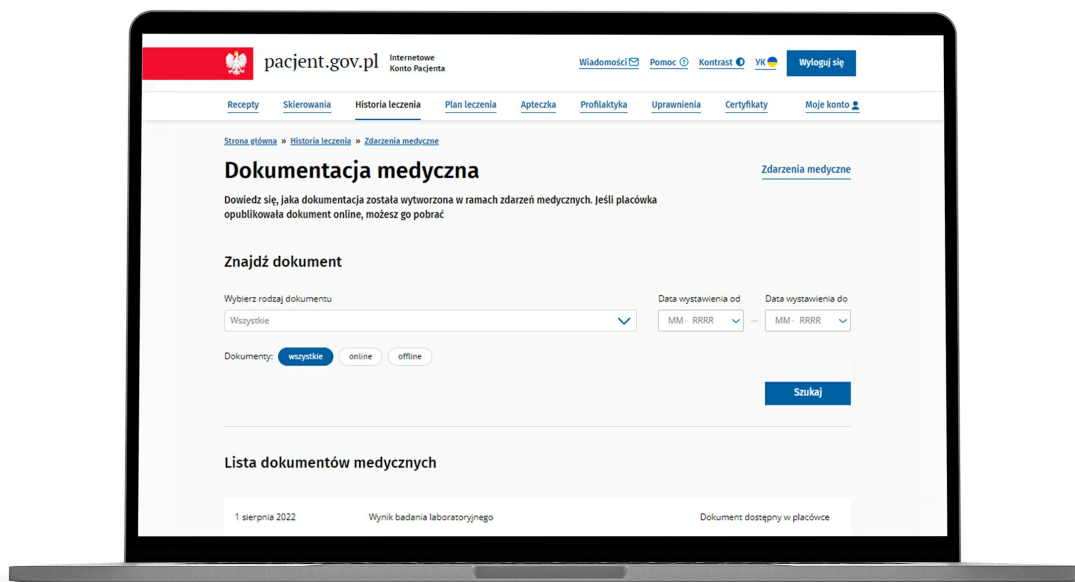 pacjent.gov.pl Internetowe
Konto Pacjenta
Wiadomości Pomoc Kontrast УК Wyloguj się
Recepty Skierowania Historia leczenia Plan leczenia Apteczka Profilaktyka Uprawnienia Certyfikaty Moje konto
Strona główna » Historia leczenia » Zdarzenia medyczne
Dokumentacja medyczna
Zdarzenia medyczne
Dowiedz się, jaka dokumentacja została wytworzona w ramach zdarzeń medycznych. Jeśli placówka
opublikowała dokument online, możesz go pobrać
Znajdź dokument
Wybierz rodzaj dokumentu Data wystawienia od Data wystawienia do
Wszystkie MM - RRRR — MM - RRRR
Dokumenty: wszystkie online offline
Szukaj
Lista dokumentów medycznych
1 sierpnia 2022 Wynik badania laboratoryjnego Dokument dostępny w placówce